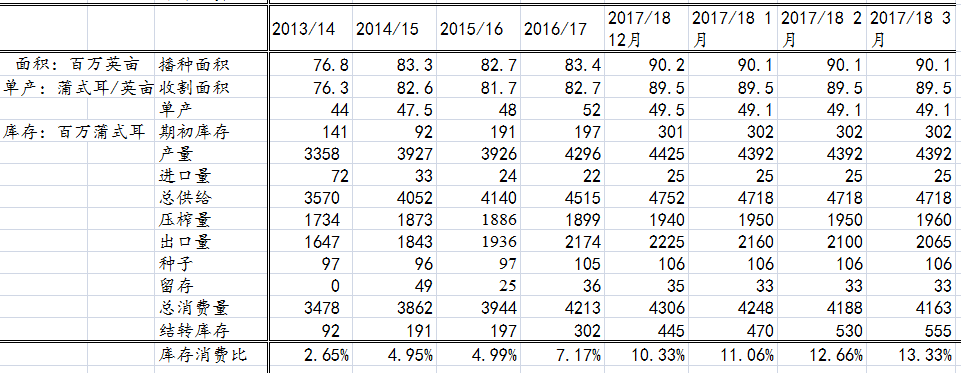 2013/14 2014/15 2015/16 2016/17 2017/18 12月 2017/18 1月 2017/18 2月 2017/18 3月
面积：百万英亩 播种面积 76.8 83.3 82.7 83.4 90.2 90.1 90.1 90.1
单产：蒲式耳/英亩 收割面积 76.3 82.6 81.7 82.7 89.5 89.5 89.5 89.5
单产 44 47.5 48 52 49.5 49.1 49.1 49.1
库存：百万蒲式耳 期初库存 141 92 191 197 301 302 302 302
产量 3358 3927 3926 4296 4425 4392 4392 4392
进口量 72 33 24 22 25 25 25 25
总供给 3570 4052 4140 4515 4752 4718 4718 4718
压榨量 1734 1873 1886 1899 1940 1950 1950 1960
出口量 1647 1843 1936 2174 2225 2160 2100 2065
种子 97 96 97 105 106 106 106 106
留存 0 49 25 36 35 33 33 33
总消费量 3478 3862 3944 4213 4306 4248 4188 4163
结转库存 92 191 197 302 445 470 530 555
库存消费比 2.65% 4.95% 4.99% 7.17% 10.33% 11.06% 12.66% 13.33%